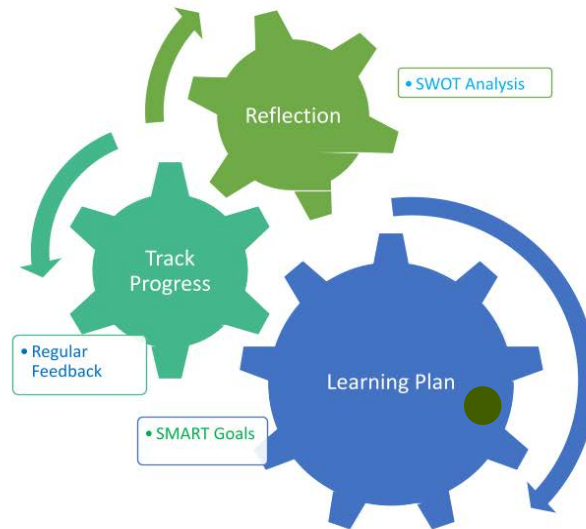 Reflection
• SWOT Analysis
Track
Progress
• Regular
Feedback
Learning Plan
• SMART Goals